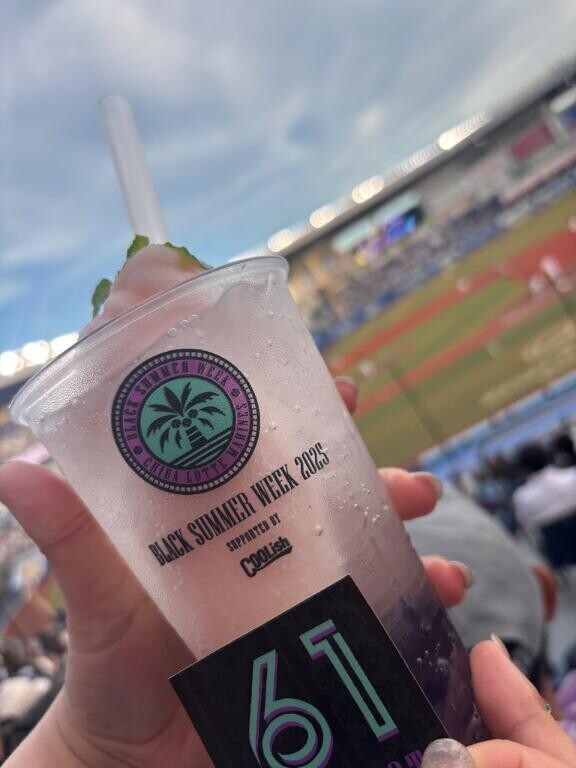 BLACK SUMMER WEEK
CHIBA LOTTE MARINES
BLACK SUMMER WEEK 2025
SUPPORTED BY
COOLish
61